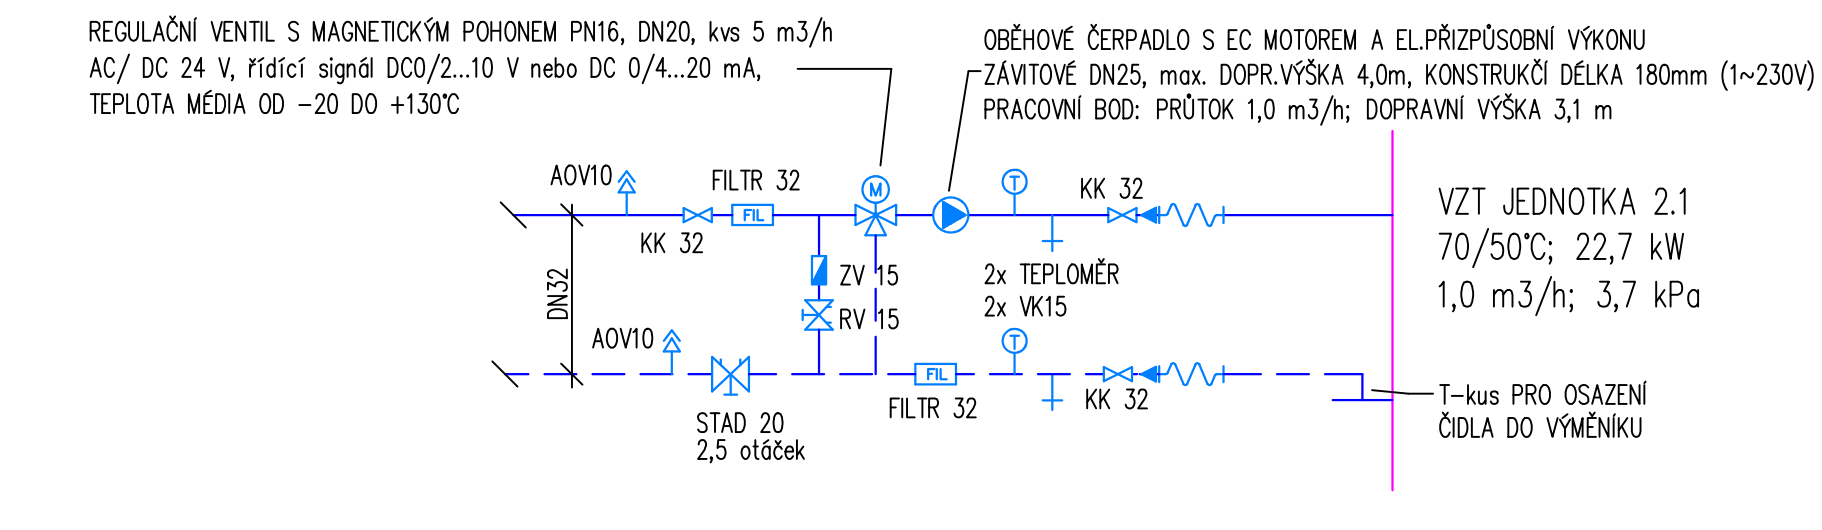 REGULAČNÍ VENTIL S MAGNETICKÝM POHONEM PN16, DN20, kvs 5 m3/h
AC/ DC 24 V, řídící signál DC0/2...10 V nebo DC 0/4...20 mA,
TEPLOTA MÉDIA OD -20 DO +130°C
OBĚHOVÉ ČERPADLO S EC MOTOREM A EL.PŘIZPŮSOBNÍ VÝKONU
ZÁVITOVÉ DN25, max. DOPR.VÝŠKA 4,0m, KONSTRUKČÍ DÉLKA 180mm (1~230V)
PRACOVNÍ BOD: PRŮTOK 1,0 m3/h; DOPRAVNÍ VÝŠKA 3,1 m
AOV10
FILTR 32
M
T
KK 32
FIL
KK 32
VZT JEDNOTKA 2.1
70/50°C; 22,7 kW
1,0 m3/h; 3,7 kPa
DN32
ZV 15
2x TEPLOMĚR
2x VK15
RV 15
AOV10
T
FIL
KK 32
FILTR 32
STAD 20
2,5 otáček
T-kus PRO OSAZENÍ
ČIDLA DO VÝMĚNÍKU